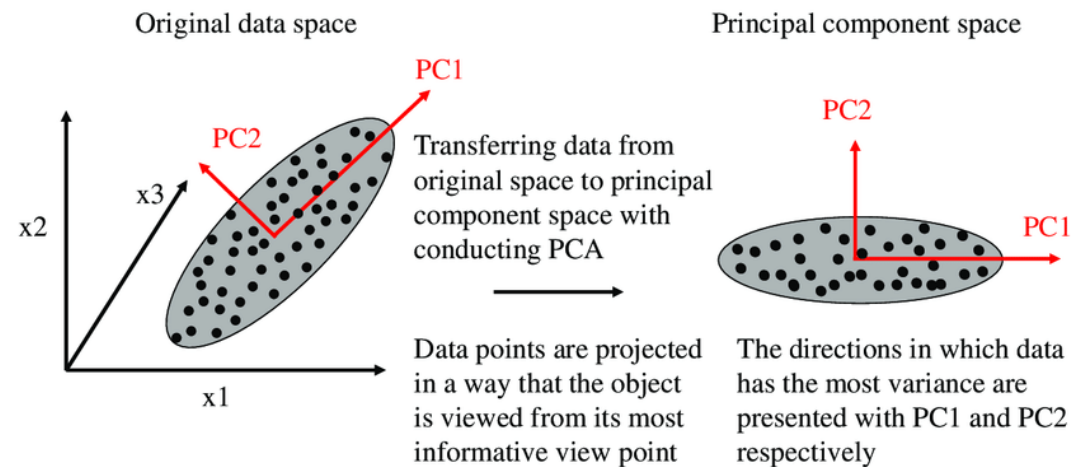 Original data space
Principal component space
PC1
PC2
x3
x2
x1
Transferring data from
original space to principal
component space with
conducting PCA
Data points are projected
in a way that the object
is viewed from its most
informative view point
PC2
PC1
The directions in which data
has the most variance are
presented with PC1 and PC2
respectively